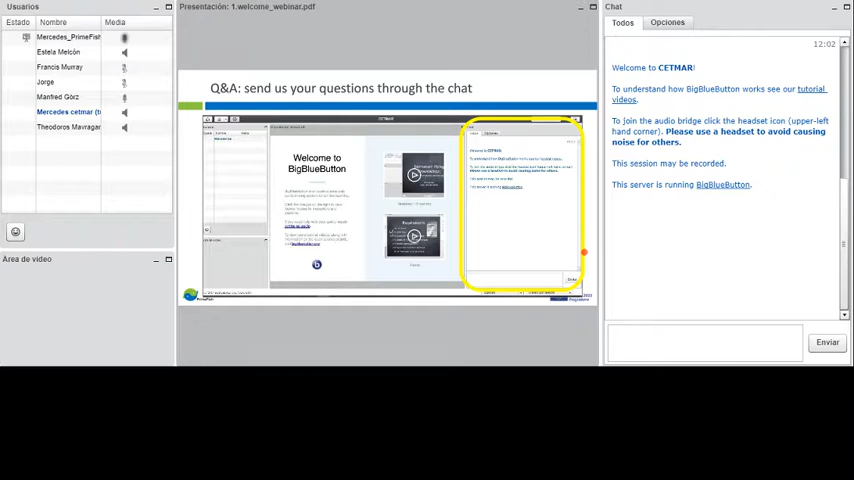 Usuarios
Estado
Nombre
Media
Mercedes_PrimeFish
Estela Melcón
Francis Murray
Jorge
Manfred Görz
Mercedes cetmar (t
Theodoros Mavragar
Área de video
Presentación: 1.welcome_webinar.pdf
Q&A: send us your questions through the chat
CETMAR
Welcome to
BigBlueButton
PrimeFish
Chat
Todos
Opciones
12:02
Welcome to CETMAR!
To understand how BigBlueButton works see our tutorial
videos.
To join the audio bridge click the headset icon (upper-left
hand corner). Please use a headset to avoid causing
noise for others.
This session may be recorded.
This server is running BigBlueButton.
Enviar